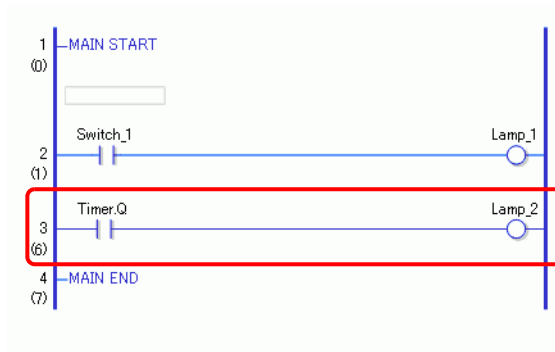 1 MAIN START
(0)
Switch_1 Lamp_1
2
(1)
Timer.Q Lamp_2
3
(6)
4 MAIN END
(7)